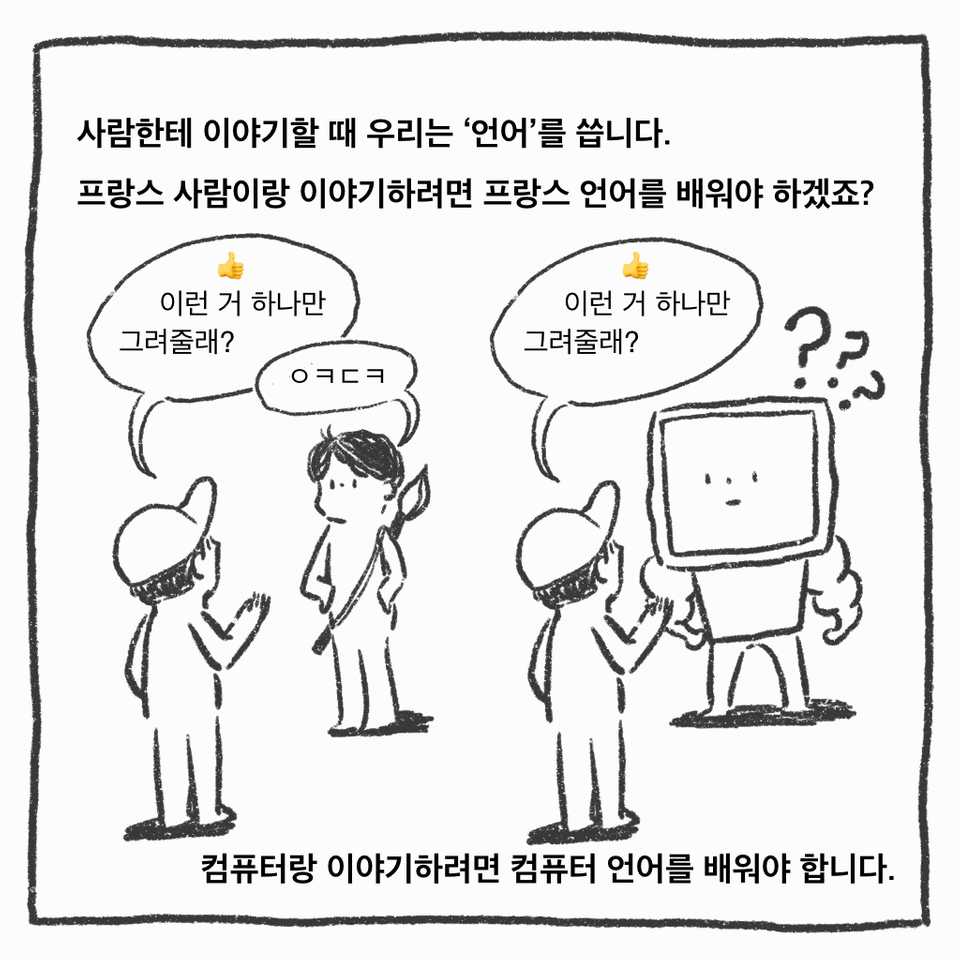 사람한테 이야기할 때 우리는 ‘언어’를 씁니다.
프랑스 사람이랑 이야기하려면 프랑스 언어를 배워야 하겠죠?
👍
이런 거 하나만
그려줄래?
ㅇㅋㄷㅋ
👍
이런 거 하나만
그려줄래?
???
컴퓨터랑 이야기하려면 컴퓨터 언어를 배워야 합니다.